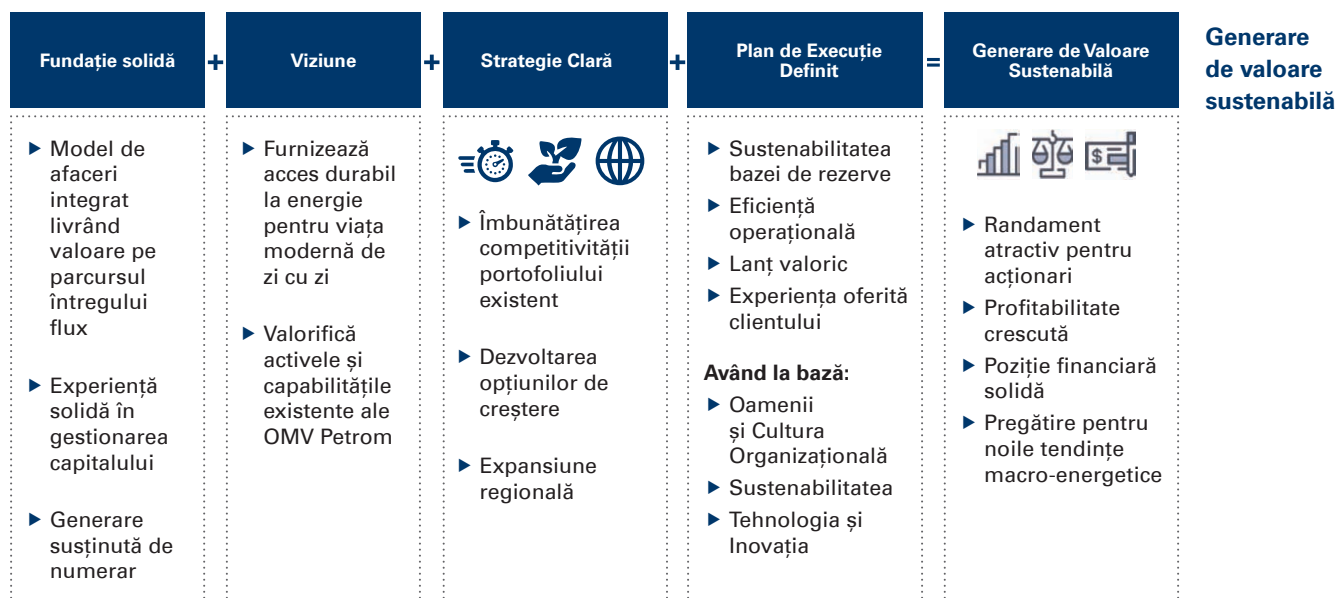 Fundație solidă
+
Viziune
+
Strategie Clară
+
Plan de Execuție
Definit
=
Generare de Valoare
Sustenabilă
Generare
de valoare
sustenabilă
▶ Model de
afaceri
integrat
livrând
valoare pe
parcursul
întregului
flux
▶ Experiență
solidă în
gestionarea
capitalului
▶ Generare
susținută de
numerar
▶ Furnizează
acces durabil
la energie
pentru viața
modernă de
zi cu zi
▶ Valorifică
activele și
capabilitățile
existente ale
OMV Petrom
▶ Îmbunătățirea
competitivității
portofoliului
existent
▶ Dezvoltarea
opțiunilor de
creștere
▶ Expansiune
regională
▶ Sustenabilitatea
bazei de rezerve
▶ Eficiență
operațională
▶ Lanț valoric
▶ Experiența oferită
clientului
Având la bază:
▶ Oamenii
și Cultura
Organizațională
▶ Sustenabilitatea
▶ Tehnologia și
Inovația
$
▶ Randament
atractiv pentru
acționari
▶ Profitabilitate
crescută
▶ Poziție financiară
solidă
▶ Pregătire pentru
noile tendințe
macro-energetice